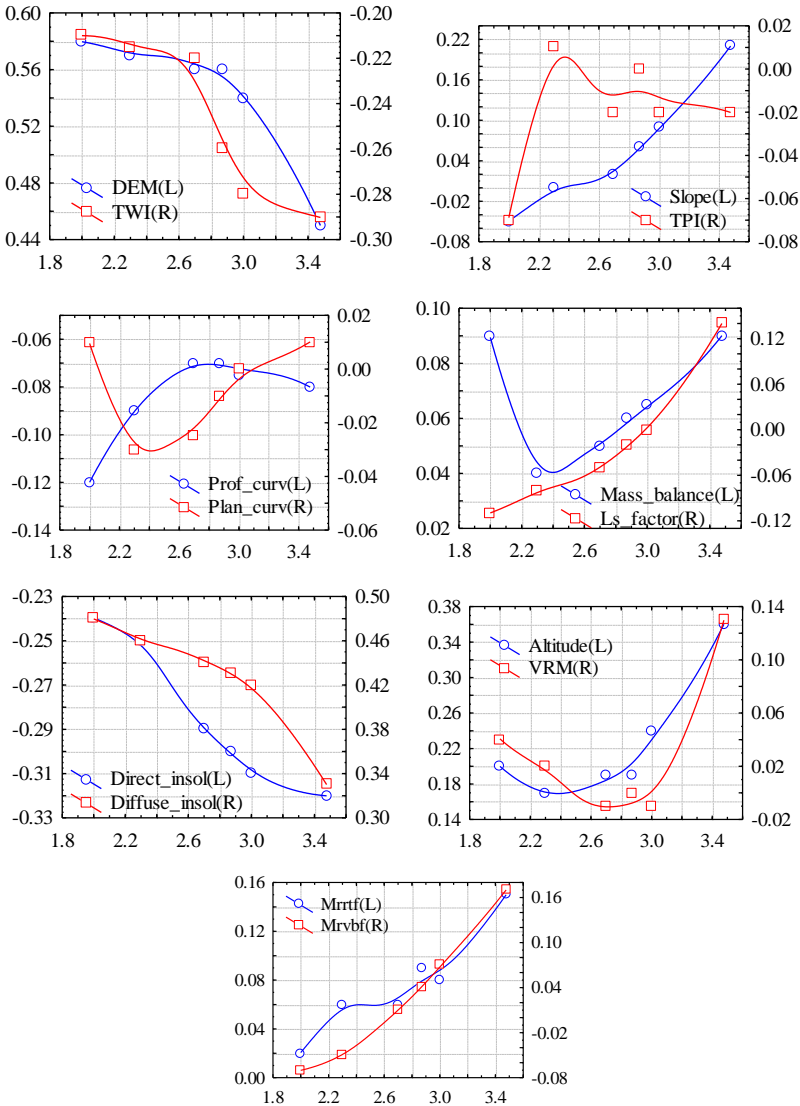 0.60 -0.20
0.56 -0.22
-0.24
0.52 -0.26
0.48 -0.28
0.44 -0.30
DEM(L)
TWI(R)
1.8 2.2 2.6 3.0 3.4
0.22 0.02
0.16 0.00
0.10 -0.02
0.04 -0.04
-0.02 -0.06
-0.08 -0.08
Slope(L)
TPI(R)
1.8 2.2 2.6 3.0 3.4
-0.06 0.02
-0.08 0.00
-0.10 -0.02
-0.12 -0.04
-0.14 -0.06
Prof_curv(L)
Plan_curv(R)
1.8 2.2 2.6 3.0 3.4
0.10 0.12
0.08 0.06
0.06 0.00
0.04 -0.06
0.02 -0.12
Mass_balance(L)
Ls_factor(R)
1.8 2.2 2.6 3.0 3.4
-0.23 0.50
-0.25 0.46
-0.27 0.42
-0.29 0.38
-0.31 0.34
-0.33 0.30
Direct_insol(L)
Diffuse_insol(R)
1.8 2.2 2.6 3.0 3.4
0.38 0.14
0.34 0.10
0.30
0.26 0.06
0.22 0.02
0.18
0.14 -0.02
Altitude(L)
VRM(R)
1.8 2.2 2.6 3.0 3.4
0.16 0.16
0.12 0.10
0.08 0.04
0.04 -0.02
0.00 -0.08
Mrrtf(L)
Mrvbf(R)
1.8 2.2 2.6 3.0 3.4